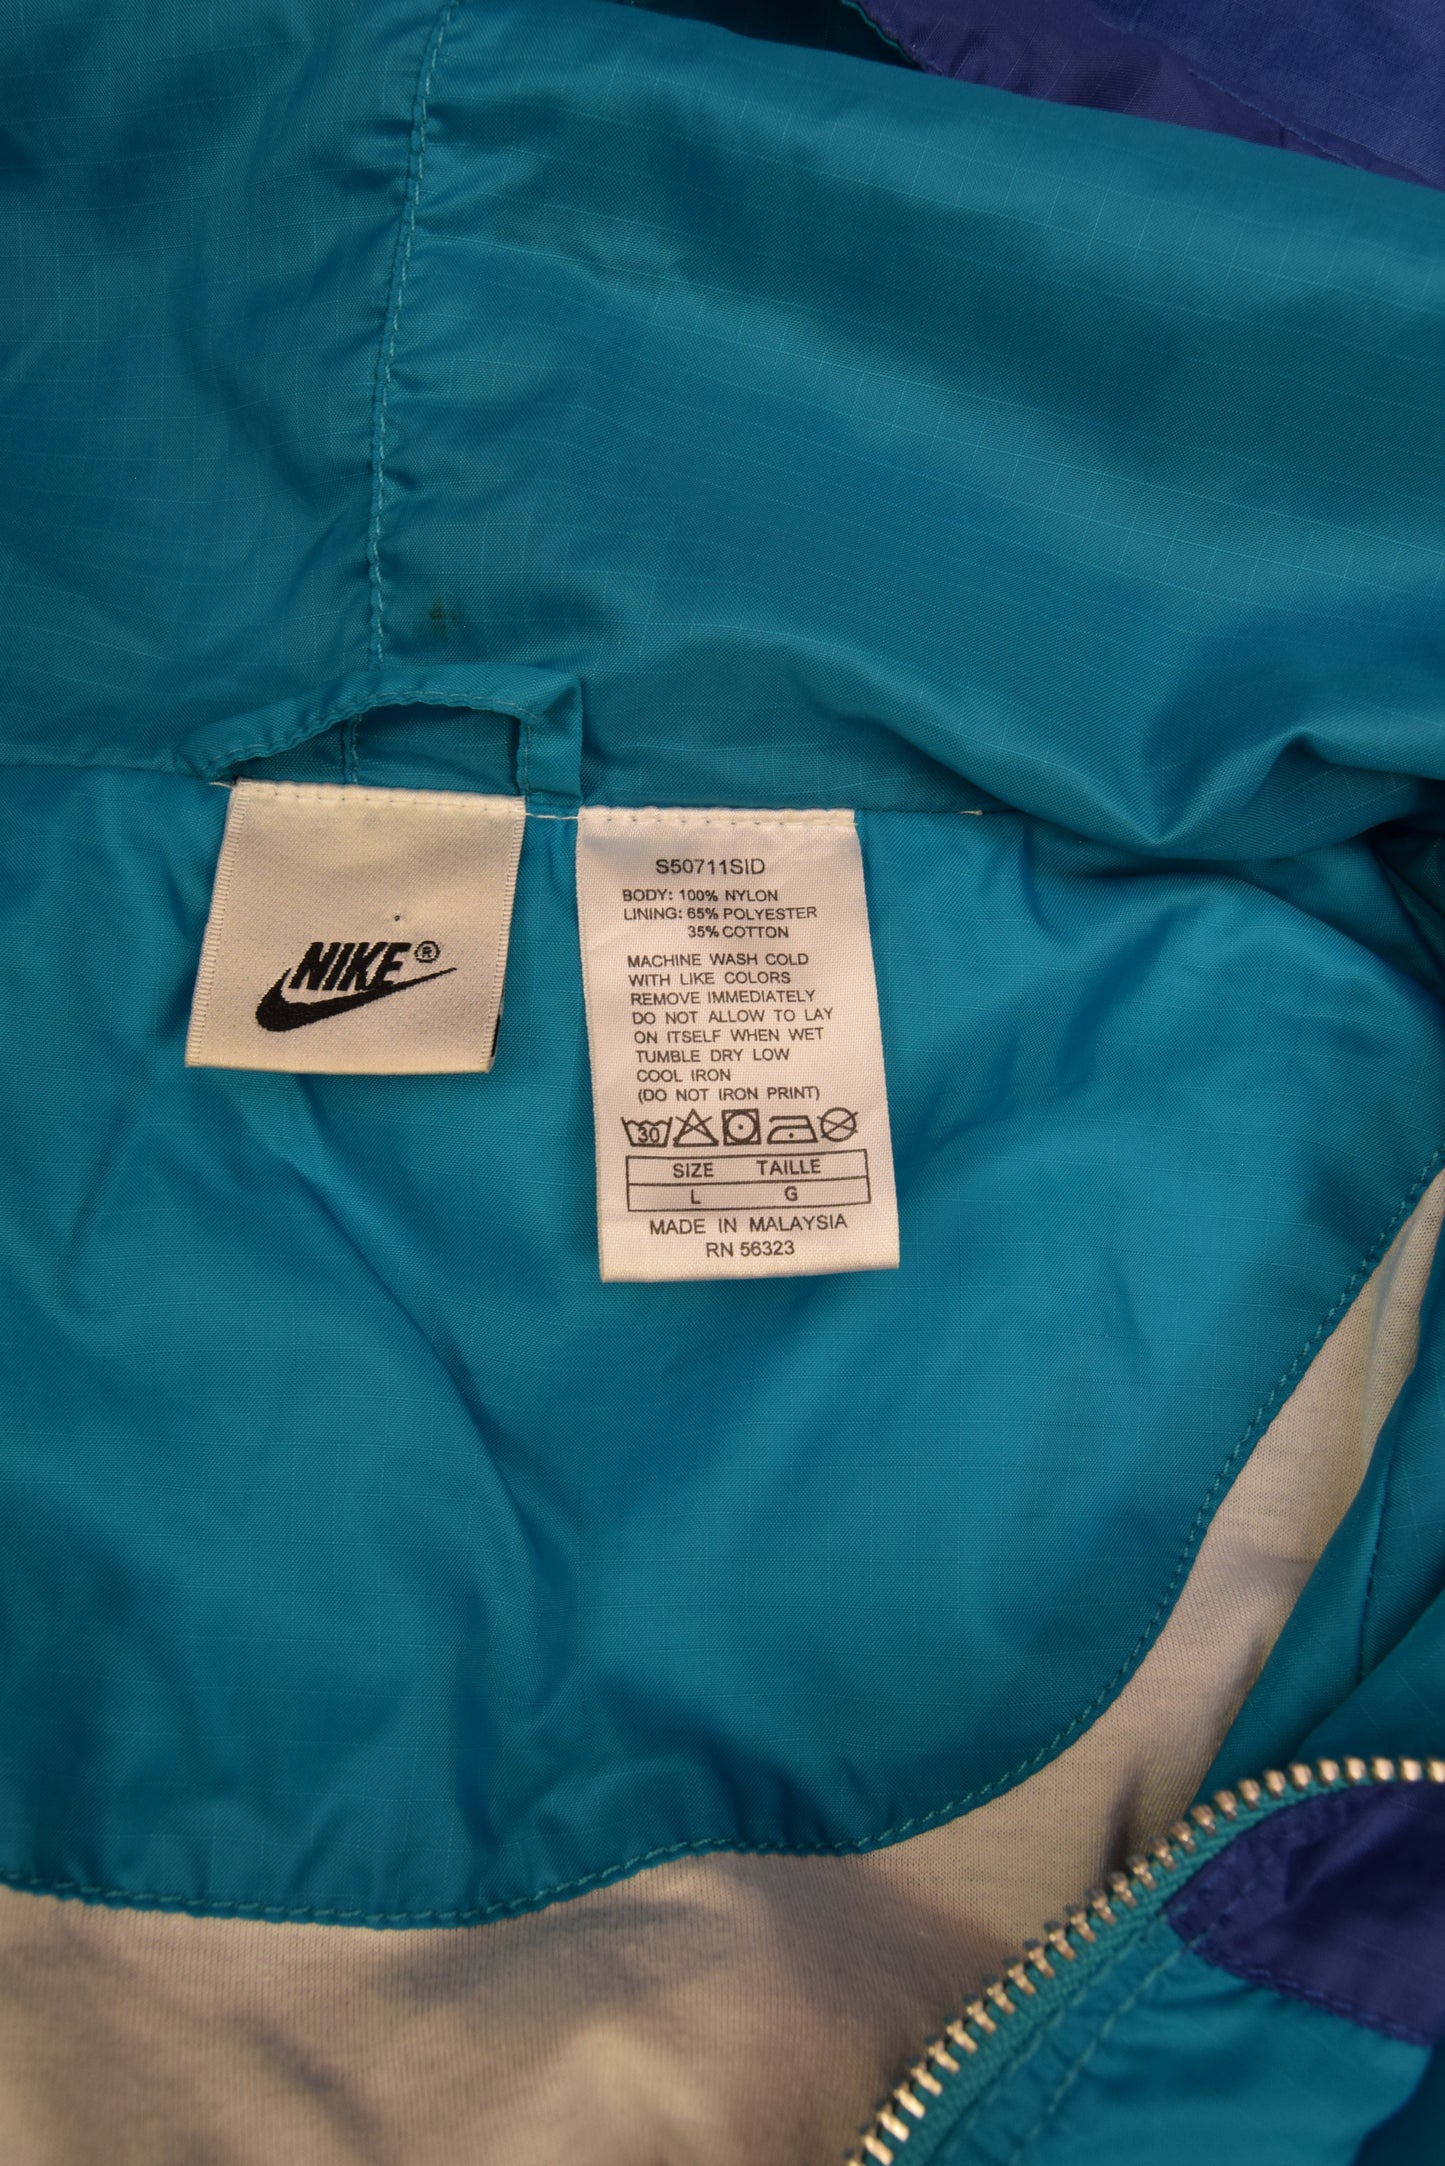 NIKE®
S50711SID
BODY: 100% NYLON
LINING: 65% POLYESTER
35% COTTON
MACHINE WASH COLD
WITH LIKE COLORS
REMOVE IMMEDIATELY
DO NOT ALLOW TO LAY
ON ITSELF WHEN WET
TUMBLE DRY LOW
COOL IRON
(DO NOT IRON PRINT)
30
SIZE TAILLE
L G
MADE IN MALAYSIA
RN 56323